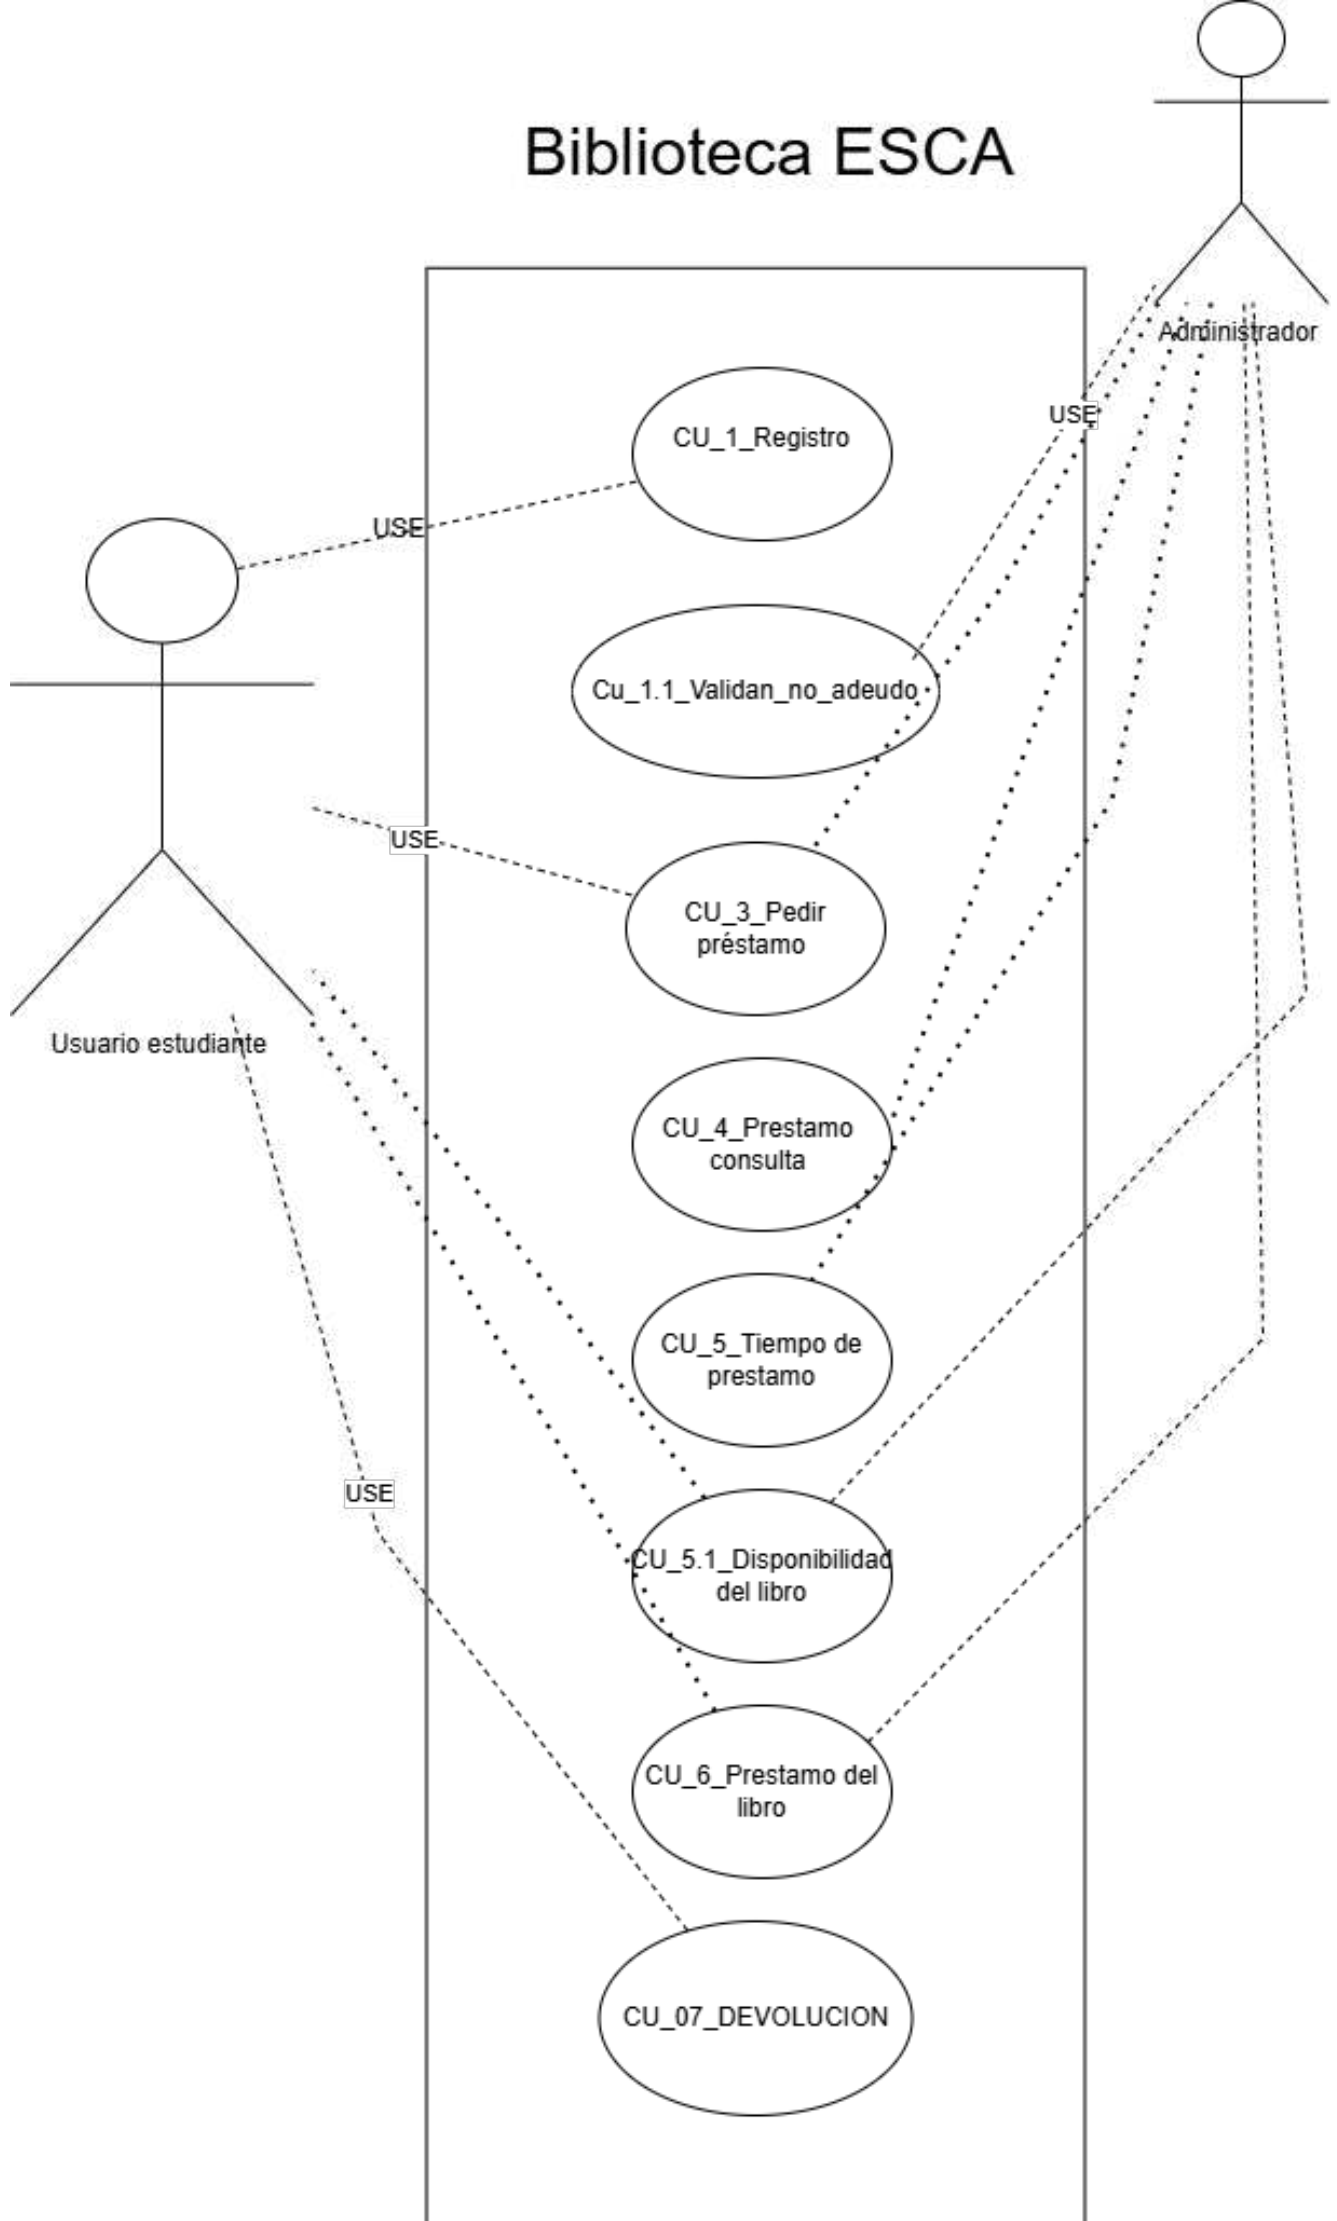 Biblioteca ESCA
Administrador
USE
CU_1_Registro
USE
Cu_1.1_Validan_no_adeudo
USE
CU_3_Pedir
préstamo
Usuario estudiante
CU_4_Prestamo
consulta
CU_5_Tiempo de
prestamo
USE
CU_5.1_Disponibilidad
del libro
CU_6_Prestamo del
libro
CU_07_DEVOLUCION